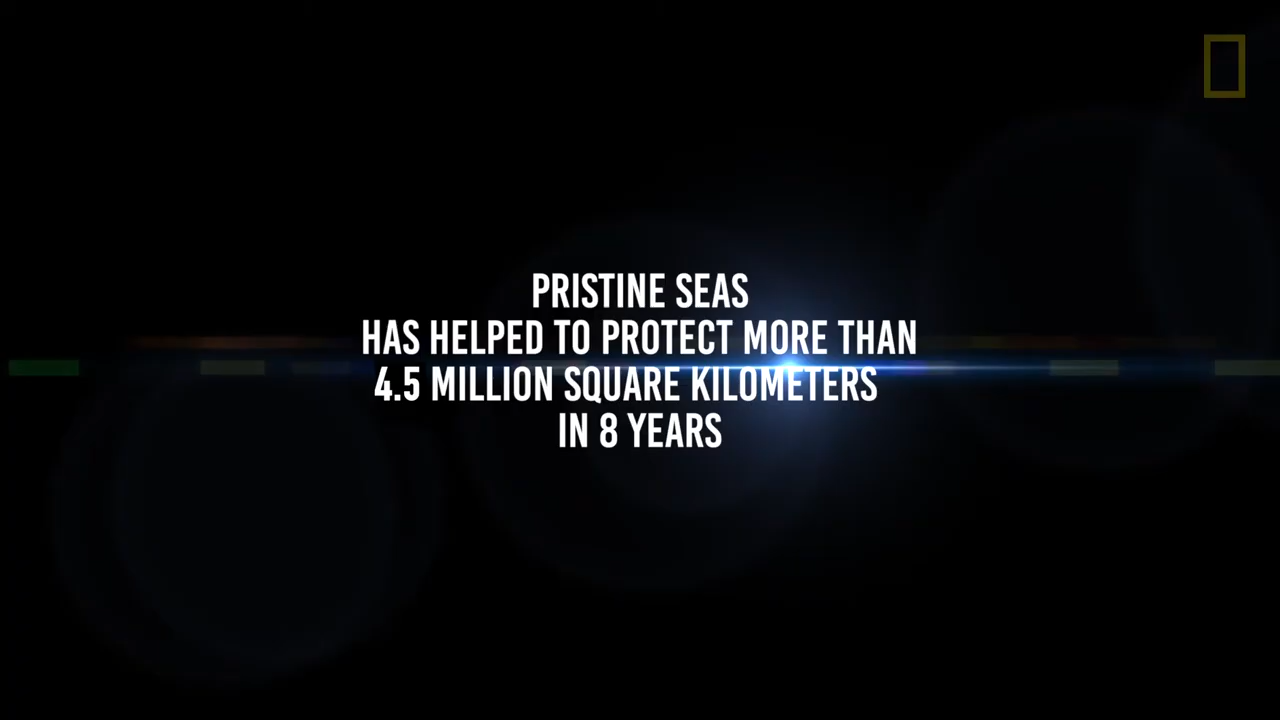 PRISTINE SEAS
HAS HELPED TO PROTECT MORE THAN
4.5 MILLION SQUARE KILOMETERS
IN 8 YEARS